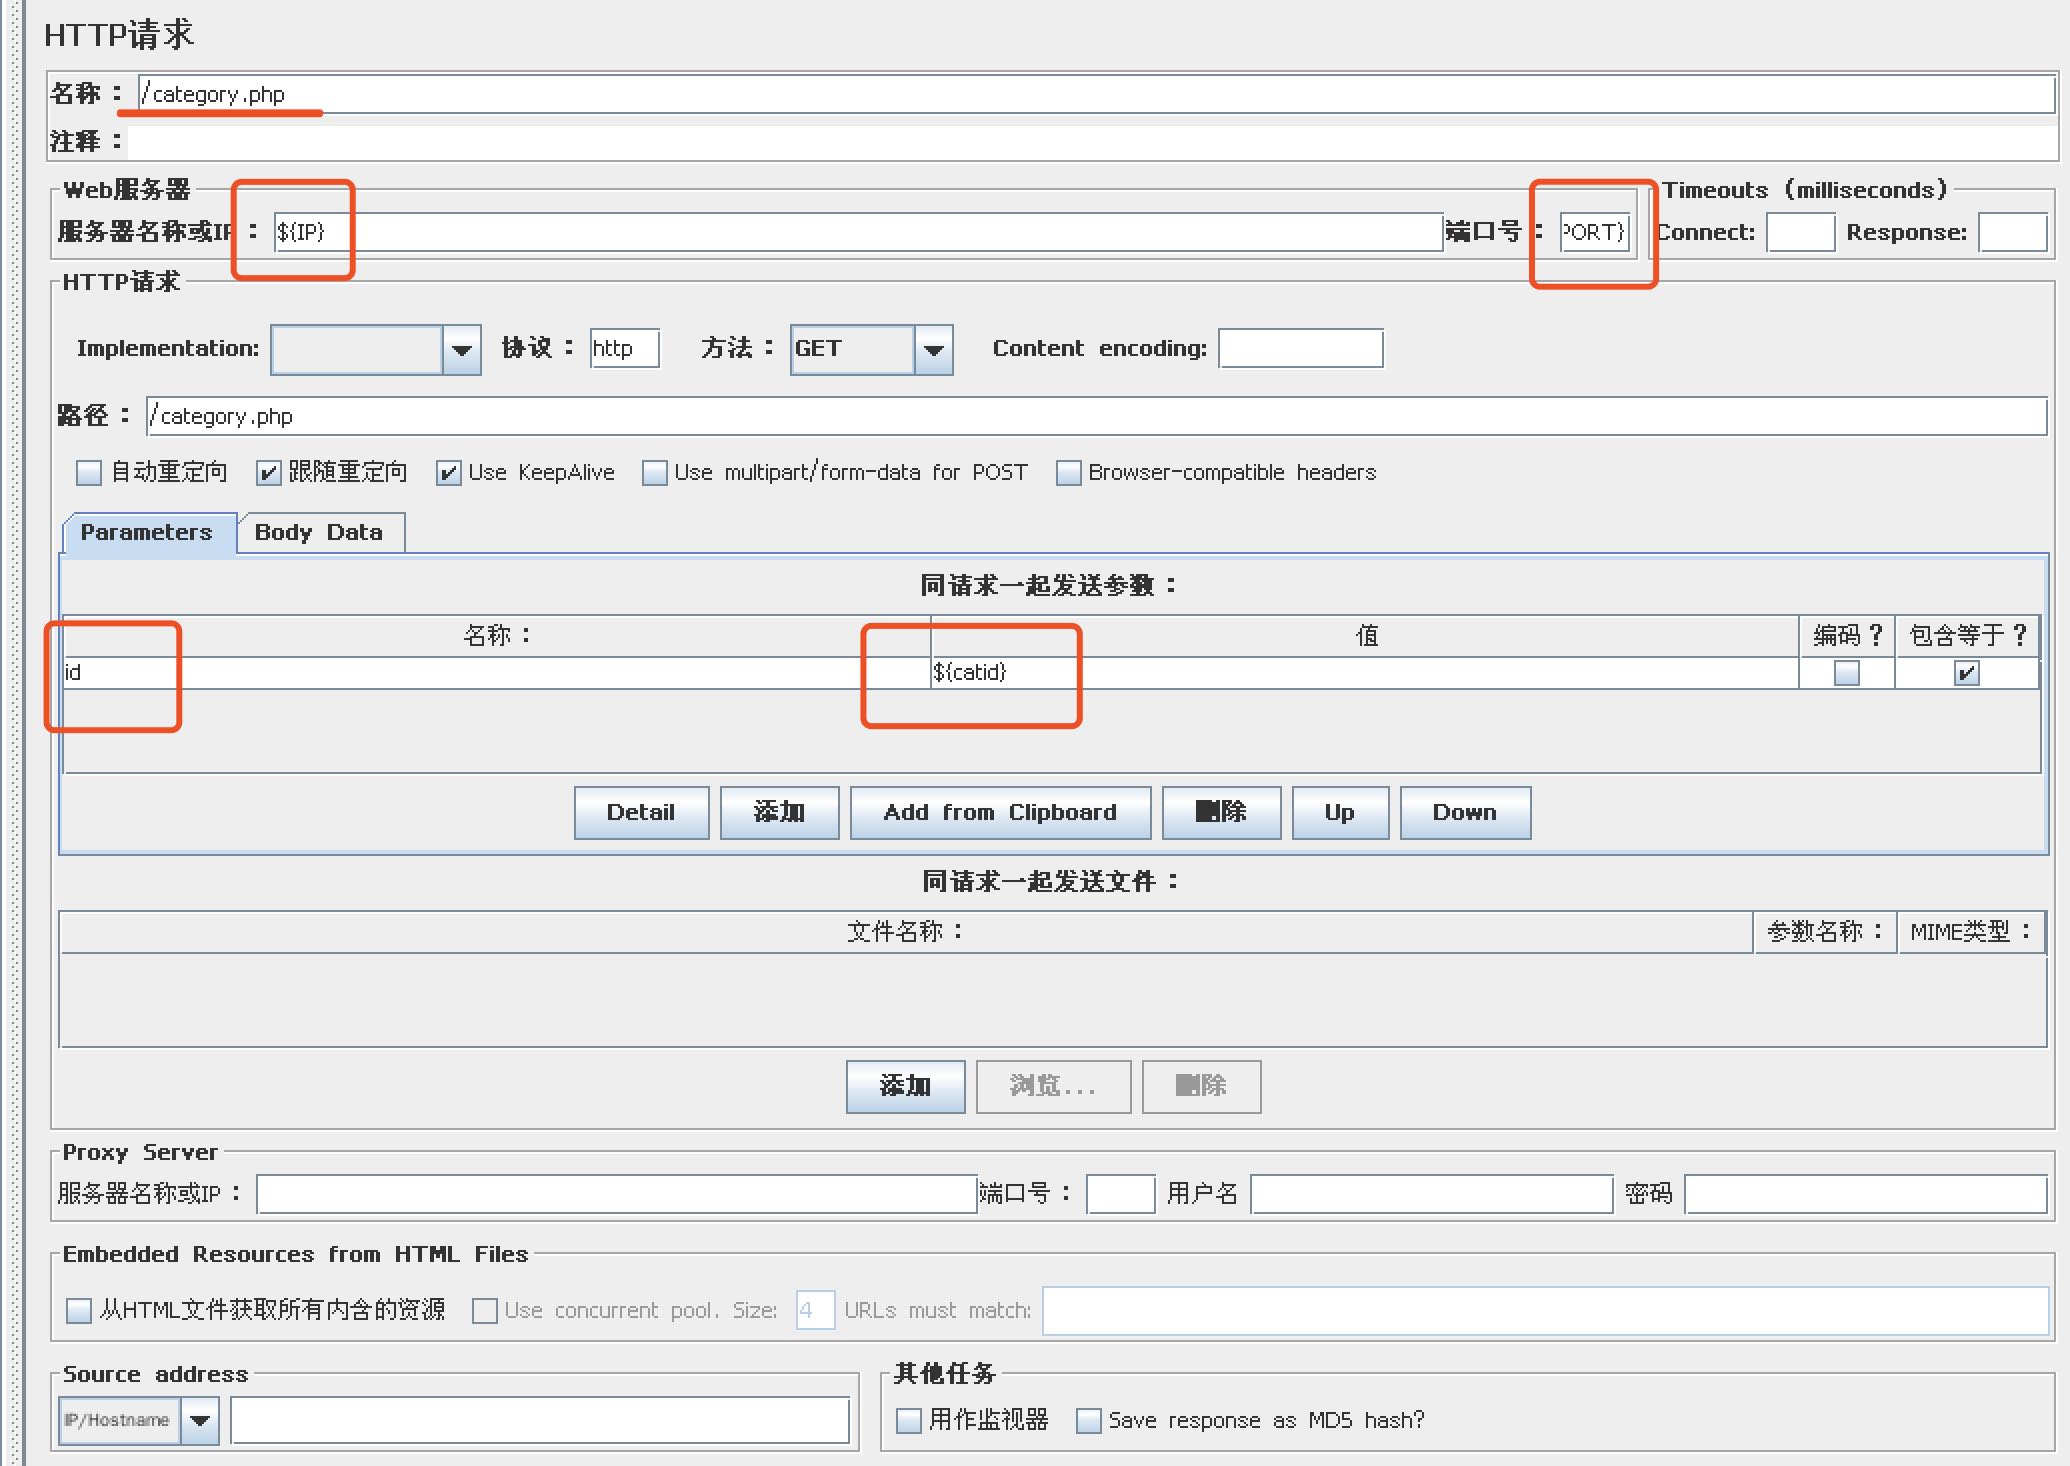 HTTP请求
名称： /category.php
注释：
Web服务器
服务器名称或IP： ${IP} 端口号： PORT}
Timeouts (milliseconds)
Connect: Response:
HTTP请求
Implementation: 协议： http 方法： GET Content encoding:
路径： /category.php
自动重定向 跟随重定向 Use KeepAlive Use multipart/form-data for POST Browser-compatible headers
Parameters Body Data
同请求一起发送参数：
名称： 值 编码？ 包含等于？
id ${catid}
Detail 添加 Add from Clipboard 删除 Up Down
同请求一起发送文件：
文件名称： 参数名称： MIME类型：
添加 浏览... 删除
Proxy Server
服务器名称或IP： 端口号： 用户名 密码
Embedded Resources from HTML Files
从HTML文件获取所有内含的资源 Use concurrent pool. Size: 4 URLs must match:
Source address
IP/Hostname
其他任务
用作监视器 Save response as MD5 hash?